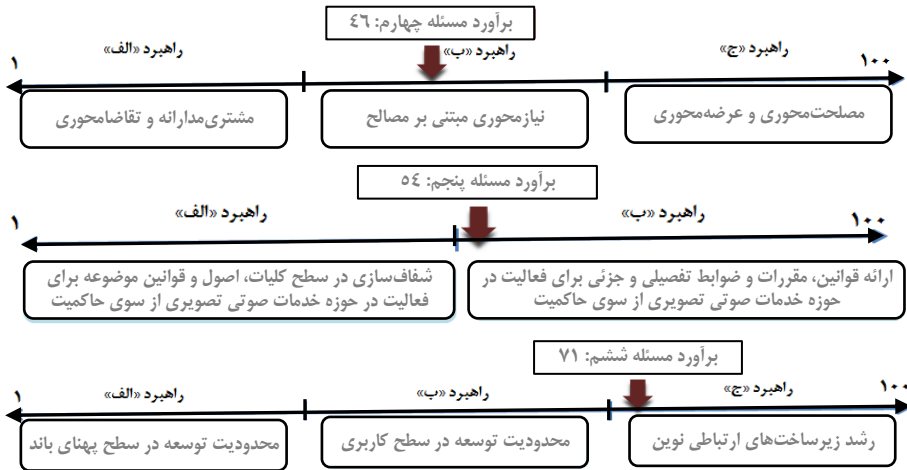 برآورد مسئله چهارم: ٤٦
راهبرد «ج» راهبرد «ب» راهبرد «الف»
۱۰۰ ۱
مصلحت‌محوری و عرضه‌محوری نیازمحوری مبتنی بر مصالح مشتری‌مدارانه و تقاضامحوری
برآورد مسئله پنجم: ٥٤
راهبرد «ب» راهبرد «الف»
۱۰۰ ۱
ارائه قوانین، مقررات و ضوابط تفصیلی و جزئی برای فعالیت در
حوزه خدمات صوتی تصویری از سوی حاکمیت
شفاف‌سازی در سطح کلیات، اصول و قوانین موضوعه برای
فعالیت در حوزه خدمات صوتی تصویری از سوی حاکمیت
برآورد مسئله ششم: ۷۱
راهبرد «ج» راهبرد «ب» راهبرد «الف»
۱۰۰ ۱
رشد زیرساخت‌های ارتباطی نوین محدودیت توسعه در سطح کاربری محدودیت توسعه در سطح پهنای باند